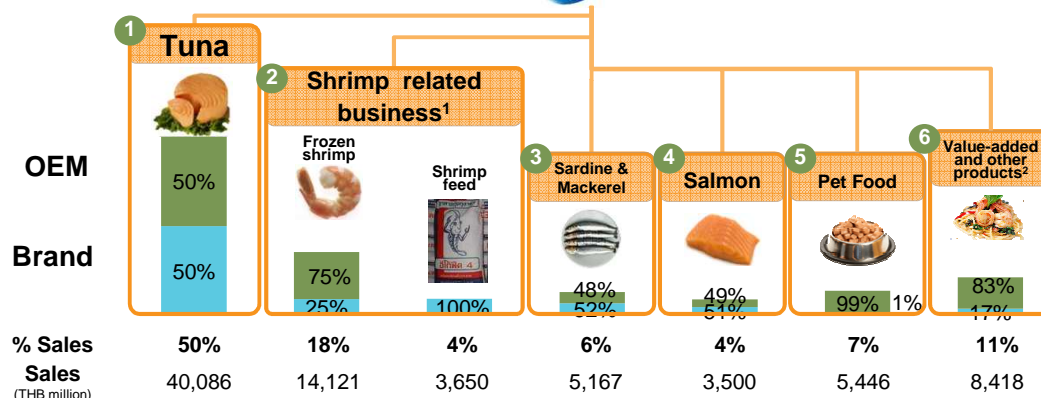 1
Tuna
2
Shrimp related
business¹
Frozen
shrimp
Shrimp
feed
3
Sardine &
Mackerel
4
Salmon
5
Pet Food
6
Value-added
and other
products²
OEM
50%
Brand
50%
75%
25%
100%
48%
52%
49%
51%
99%
1%
83%
17%
% Sales 50% 18% 4% 6% 4% 7% 11%
Sales
(THB million)
40,086 14,121 3,650 5,167 3,500 5,446 8,418